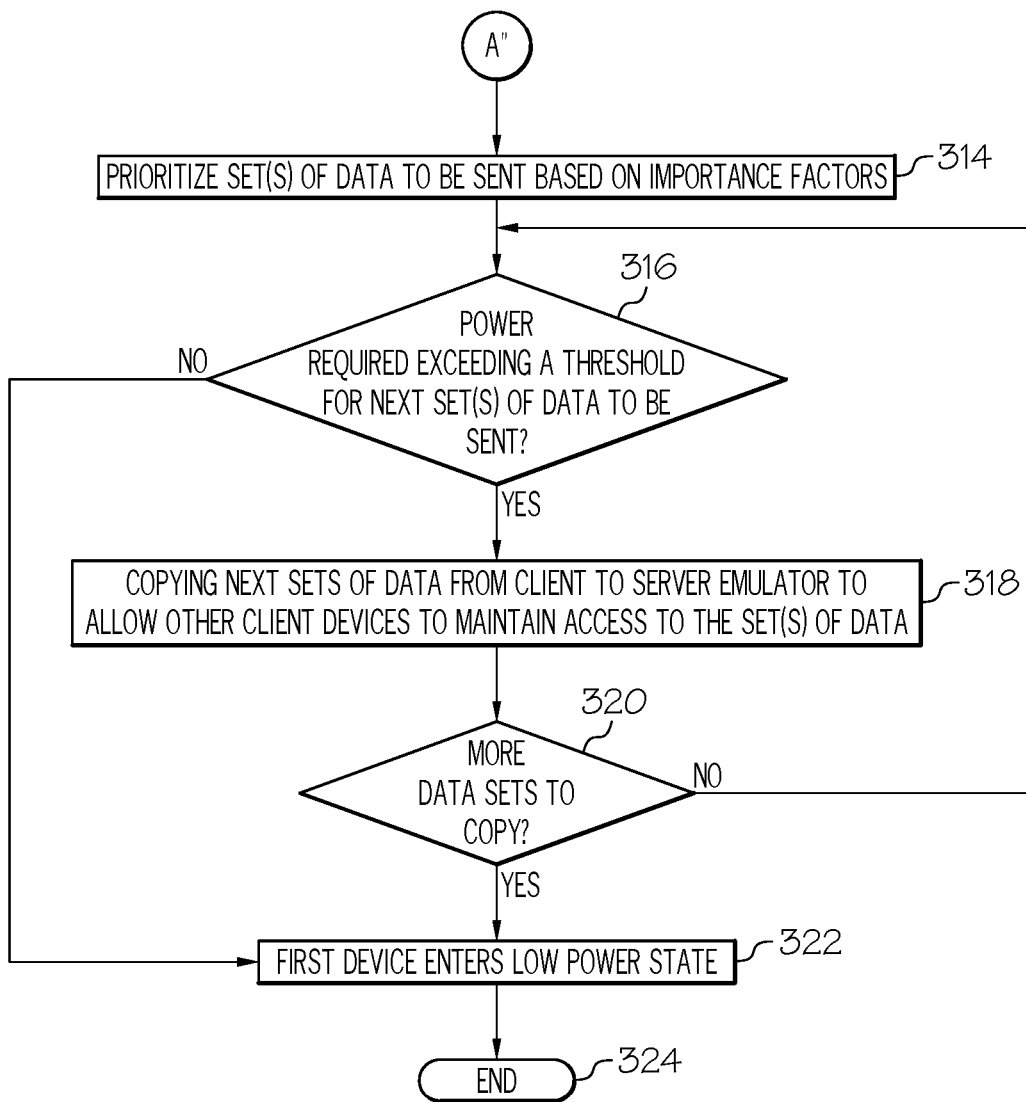 A"
PRIORITIZE SET(S) OF DATA TO BE SENT BASED ON IMPORTANCE FACTORS
314
316
POWER
REQUIRED EXCEEDING A THRESHOLD
FOR NEXT SET(S) OF DATA TO BE
SENT?
NO
YES
COPYING NEXT SETS OF DATA FROM CLIENT TO SERVER EMULATOR TO
ALLOW OTHER CLIENT DEVICES TO MAINTAIN ACCESS TO THE SET(S) OF DATA
318
320
MORE
DATA SETS TO
COPY?
NO
YES
FIRST DEVICE ENTERS LOW POWER STATE
322
END
324